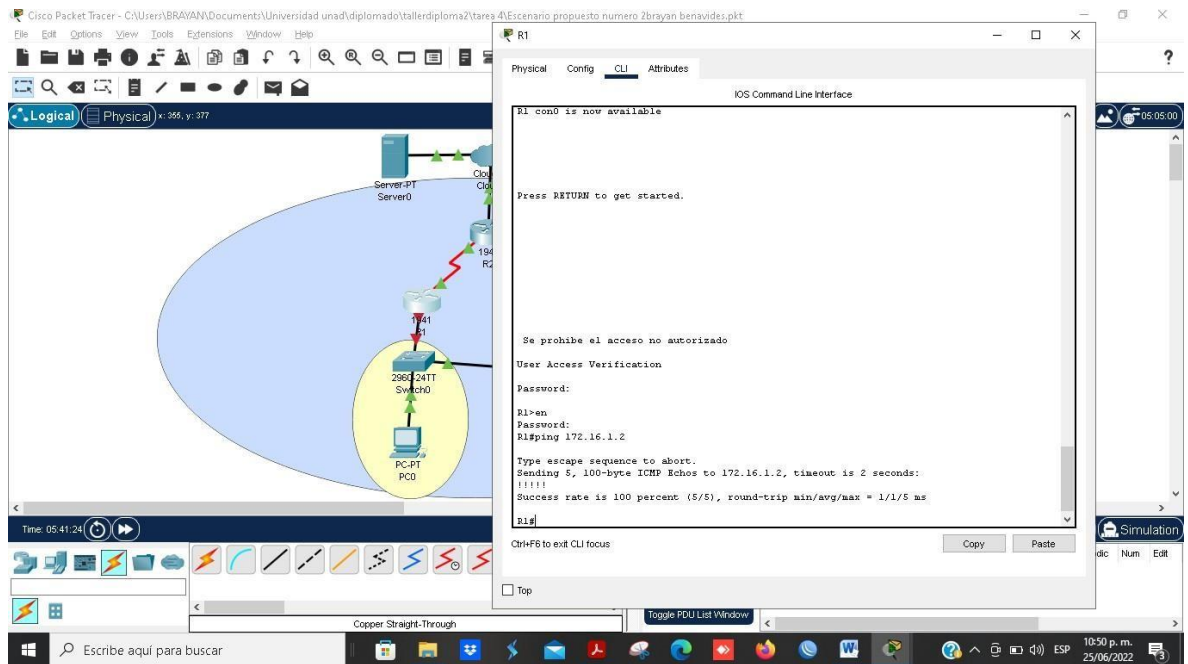 Cisco Packet Tracer - C:\Users\BRAYAN\Documents\Universidad unad\diplomado\tallerdiploma2\tarea 4\Escenario propuesto numero 2brayan benavides.pkt
File Edit Options View Tools Extensions Window Help
Logical
Physical x: 355, y: 377
05:05:00
Server-PT
Server0
1941
2960-24TT
Switch0
PC-PT
PC0
R1
Physical Config CLI Attributes
IOS Command Line Interface
R1 con0 is now available
Press RETURN to get started.
Se prohibe el acceso no autorizado
User Access Verification
Password:
R1>en
Password:
R1#ping 172.16.1.2
Type escape sequence to abort.
Sending 5, 100-byte ICMP Echos to 172.16.1.2, timeout is 2 seconds:
!!!!!
Success rate is 100 percent (5/5), round-trip min/avg/max = 1/1/5 ms
R1#
Ctrl+F6 to exit CLI focus
Copy
Paste
Top
Time: 05:41:24
Simulation
Num Edit
Copper Straight-Through
Toggle PDU List Window
Escribe aquí para buscar
ESP
10:50 p. m.
25/06/2022
3